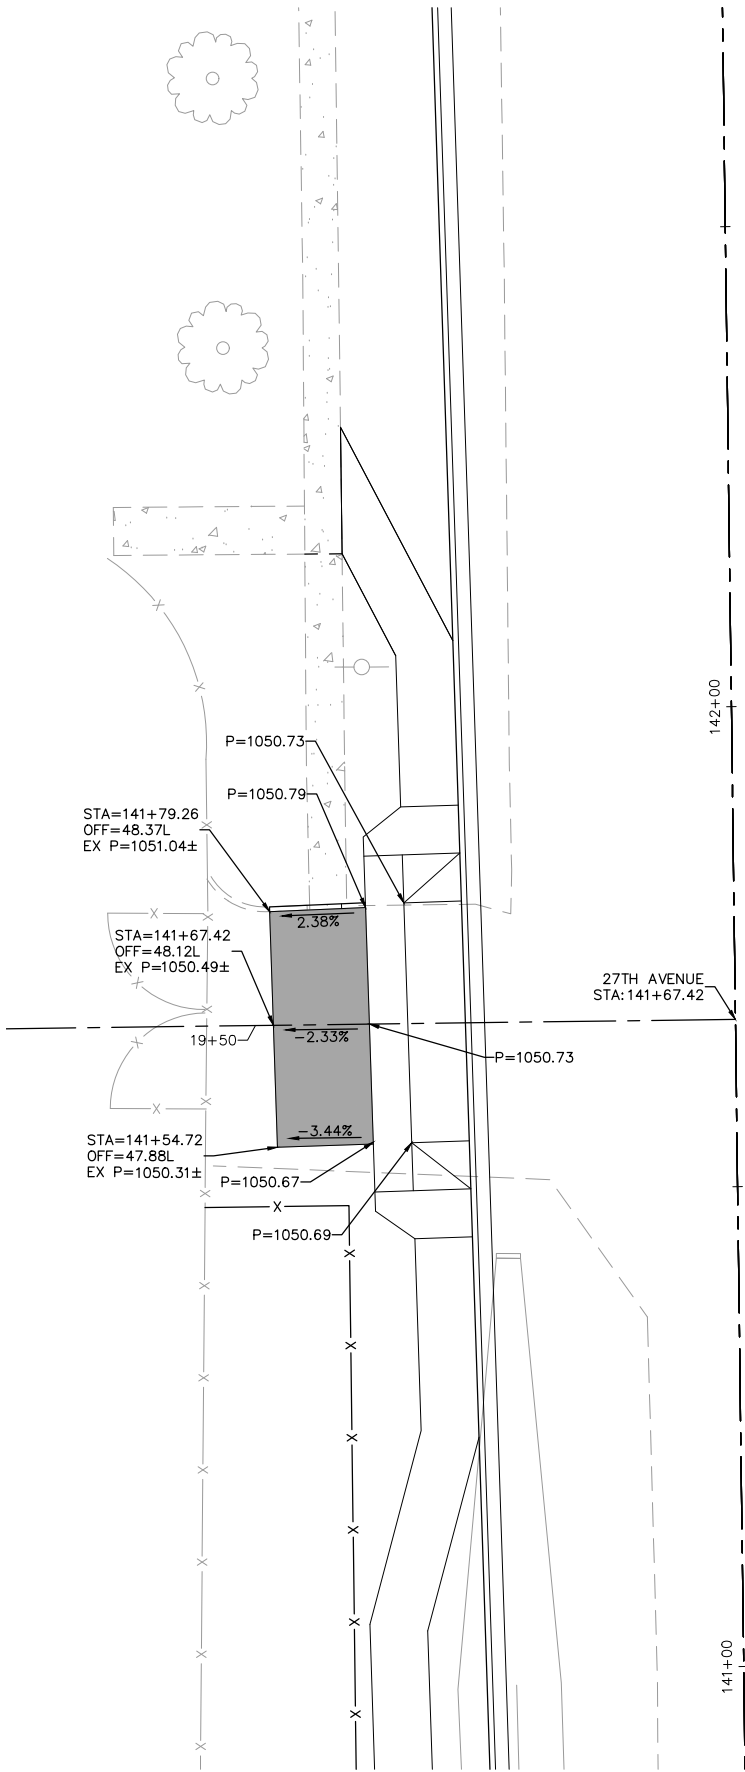 142+00
P=1050.73
P=1050.79
STA=141+79.26
OFF=48.37L
EX P=1051.04±
2.38%
STA=141+67.42
OFF=48.12L
EX P=1050.49±
27TH AVENUE
STA:141+67.42
19+50
-2.33%
P=1050.73
-3.44%
STA=141+54.72
OFF=47.88L
EX P=1050.31±
P=1050.67
P=1050.69
141+00